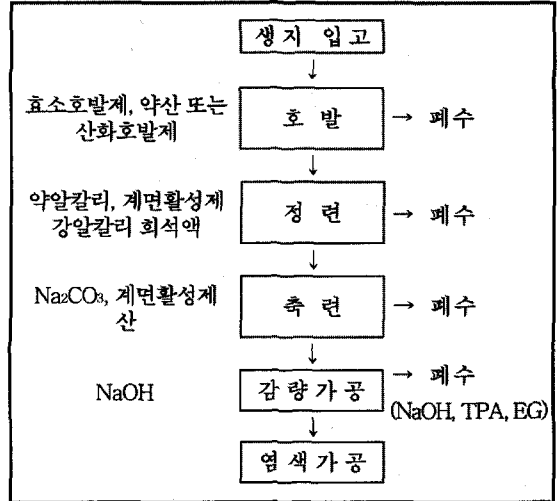 생지 입고
↓
효소호발제, 약산 또는
산화호발제
호 발 → 폐수
↓
약알칼리, 계면활성제
강알칼리 희석액
정 련 → 폐수
↓
Na₂CO₃, 계면활성제
산
축 련 → 폐수
↓
NaOH
감량가공 → 폐수
(NaOH, TPA, EG)
↓
염색가공